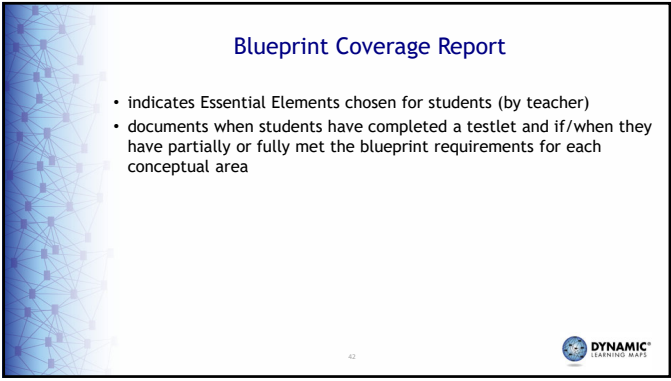 Blueprint Coverage Report
• indicates Essential Elements chosen for students (by teacher)
• documents when students have completed a testlet and if/when they
have partially or fully met the blueprint requirements for each
conceptual area
42
DYNAMIC®
LEARNING MAPS